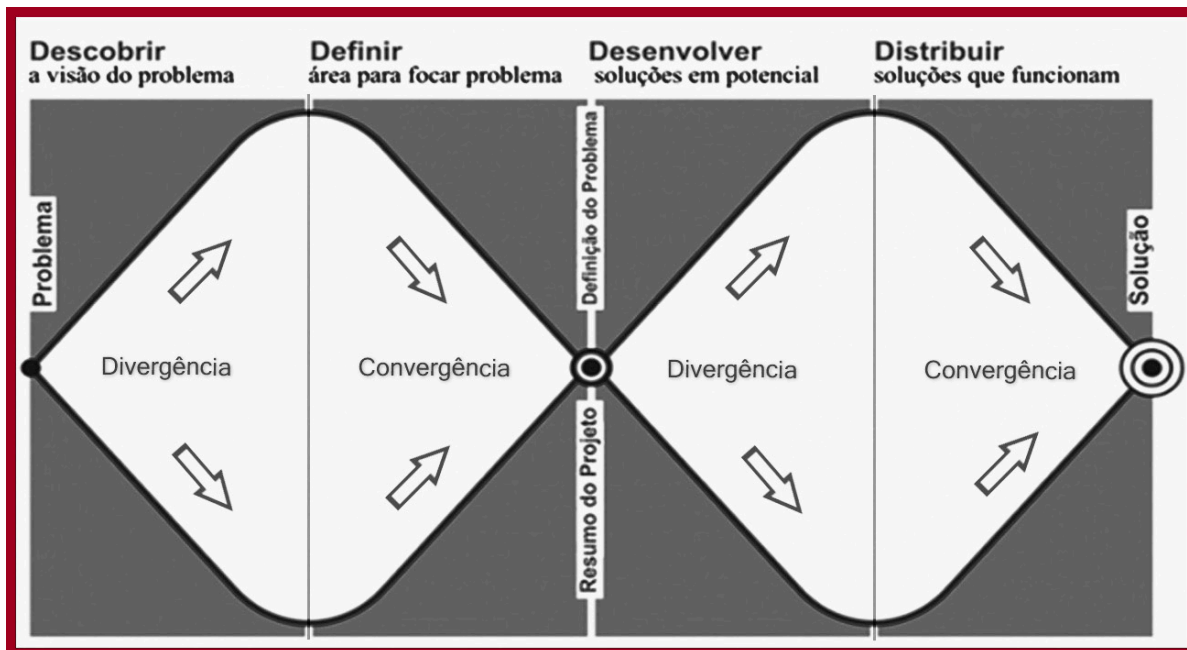 Descobrir
a visão do problema
Definir
área para focar problema
Desenvolver
soluções em potencial
Distribuir
soluções que funcionam
Problema
Divergência
Convergência
Definição do Problema
Resumo do Projeto
Divergência
Convergência
Solução